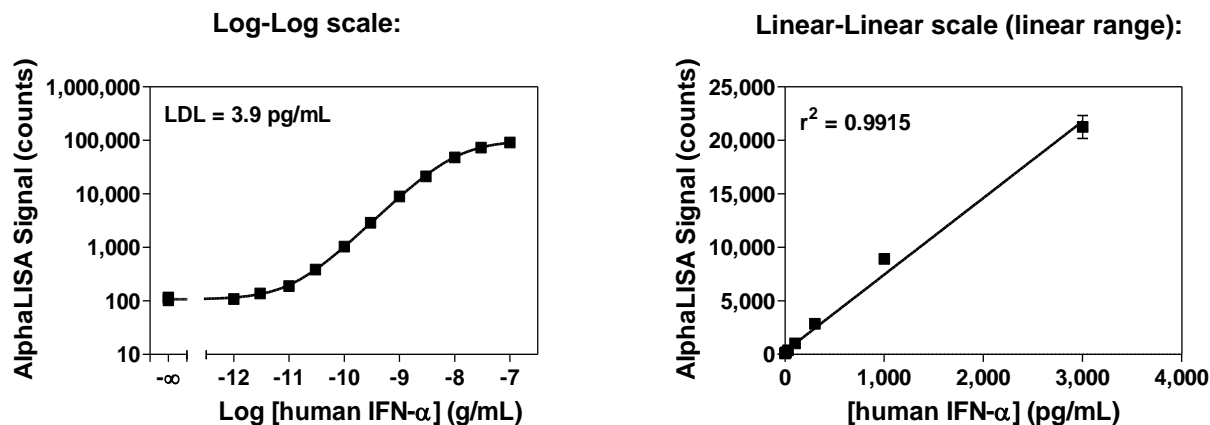 Log-Log scale:
1,000,000
100,000
10,000
1,000
100
10
AlphaLISA Signal (counts)
LDL = 3.9 pg/mL
-∞ -12 -11 -10 -9 -8 -7
Log [human IFN-α] (g/mL)
Linear-Linear scale (linear range):
25,000
20,000
15,000
10,000
5,000
0
AlphaLISA Signal (counts)
r² = 0.9915
0 1,000 2,000 3,000 4,000
[human IFN-α] (pg/mL)